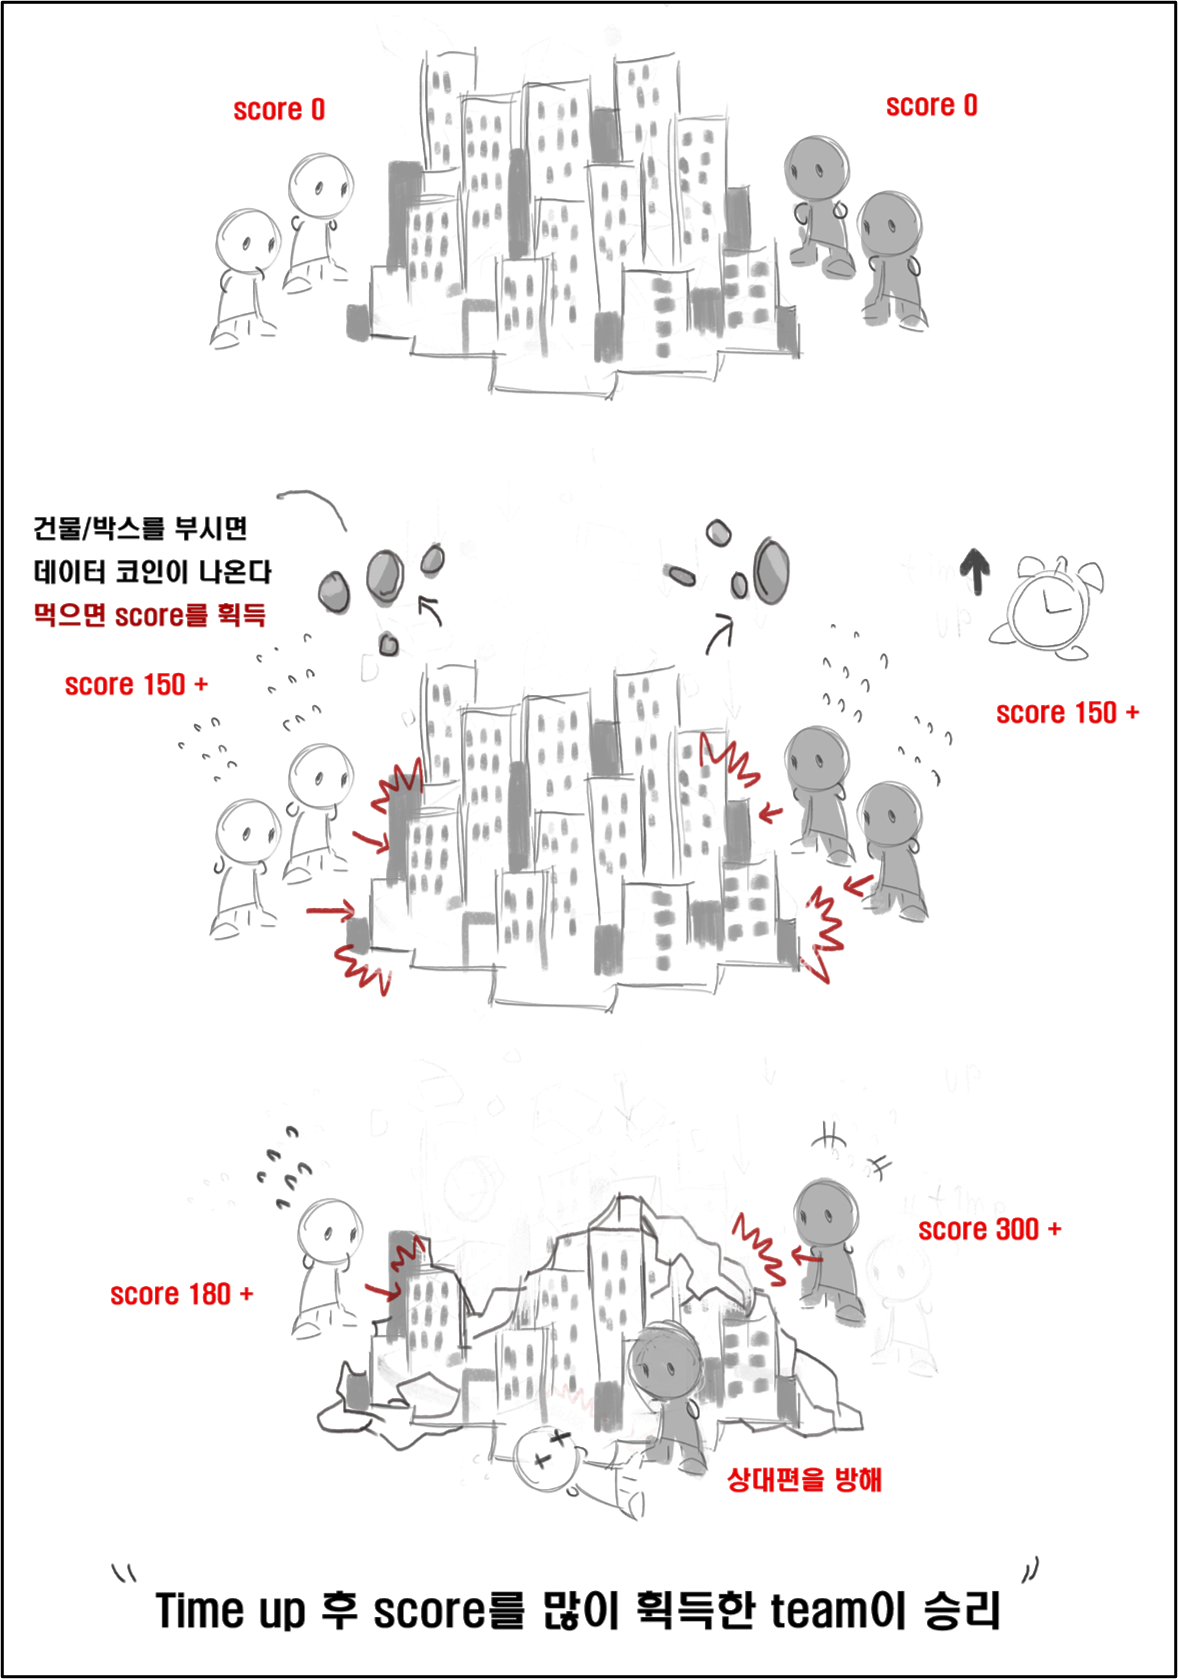 score 0
score 0
건물/박스를 부시면
데이터 코인이 나온다
먹으면 score를 획득
score 150 +
score 150 +
score 300 +
score 180 +
상대편을 방해
Time up 후 score를 많이 획득한 team이 승리